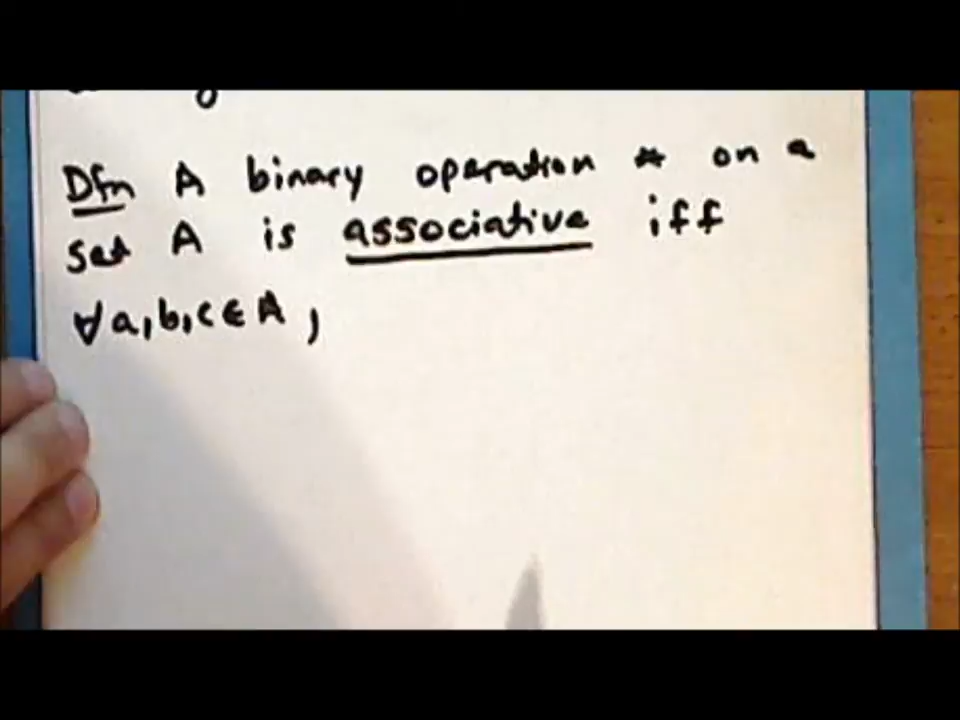 Dfn A binary operation * on a
set A is associative iff
∀a,b,c ∈ A ,